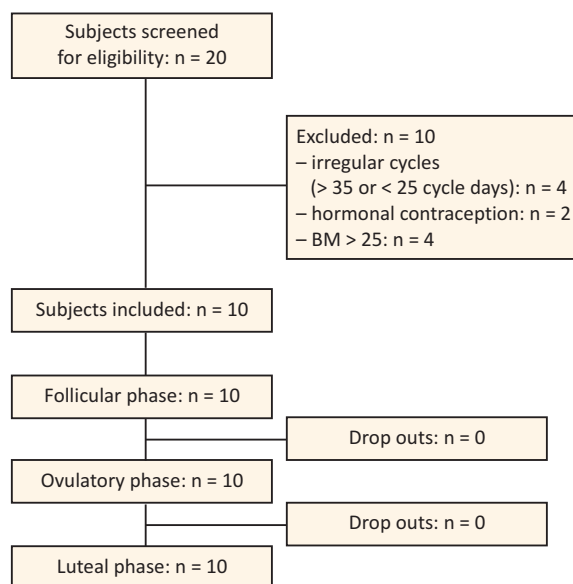 Subjects screened
for eligibility: n = 20
Excluded: n = 10
– irregular cycles
(> 35 or < 25 cycle days): n = 4
– hormonal contraception: n = 2
– BM > 25: n = 4
Subjects included: n = 10
Follicular phase: n = 10
Drop outs: n = 0
Ovulatory phase: n = 10
Drop outs: n = 0
Luteal phase: n = 10